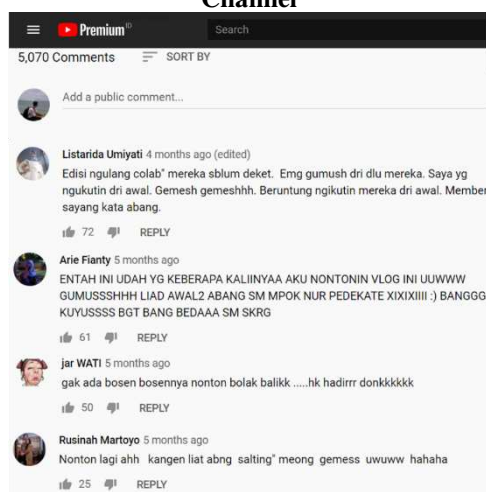 Channel
Premium ID Search
5,070 Comments SORT BY
Add a public comment...
Listarida Umiyati 4 months ago (edited)
Edisi ngulang colab" mereka sblum deket. Emg gumush dri dlu mereka. Saya yg
ngukutin dri awal. Gemesh gemeshhh. Beruntung ngikutin mereka dri awal. Member
sayang kata abang.
72 REPLY
Arie Fianty 5 months ago
ENTAH INI UDAH YG KEBERAPA KALIINYAA AKU NONTONIN VLOG INI UUWWW
GUMUSSSHHH LIAD AWAL2 ABANG SM MPOK NUR PEDEKATE XIXIXIIII :) BANGGG
KUYUSSSS BGT BANG BEDAAA SM SKRG
61 REPLY
jar WATI 5 months ago
gak ada bosen bosennya nonton bolak balikk .....hk hadirrr donkkkkkk
50 REPLY
Rusinah Martoyo 5 months ago
Nonton lagi ahh kangen liat abng salting" meong gemess uwuww hahaha
25 REPLY